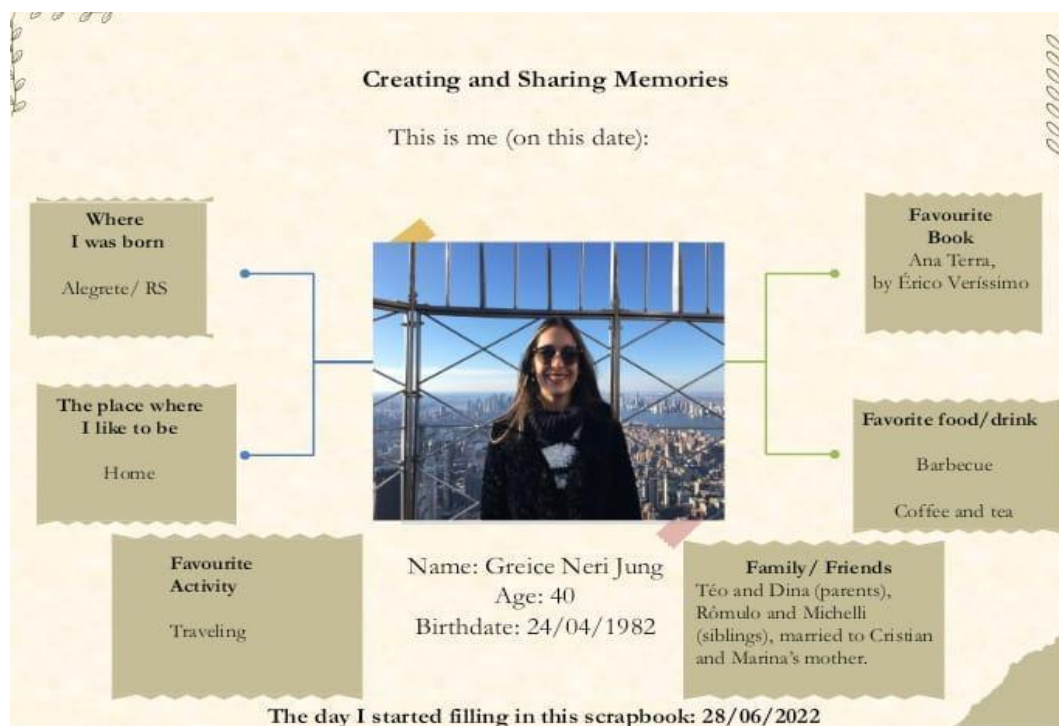 Creating and Sharing Memories
This is me (on this date):
Where
I was born
Alegrete/ RS
The place where
I like to be
Home
Favourite
Activity
Traveling
Favourite
Book
Ana Terra,
by Érico Veríssimo
Favorite food/drink
Barbecue
Coffee and tea
Name: Greice Neri Jung
Age: 40
Birthdate: 24/04/1982
Family/ Friends
Téo and Dina (parents),
Rômulo and Michelli
(siblings), married to Cristian
and Marina's mother.
The day I started filling in this scrapbook: 28/06/2022